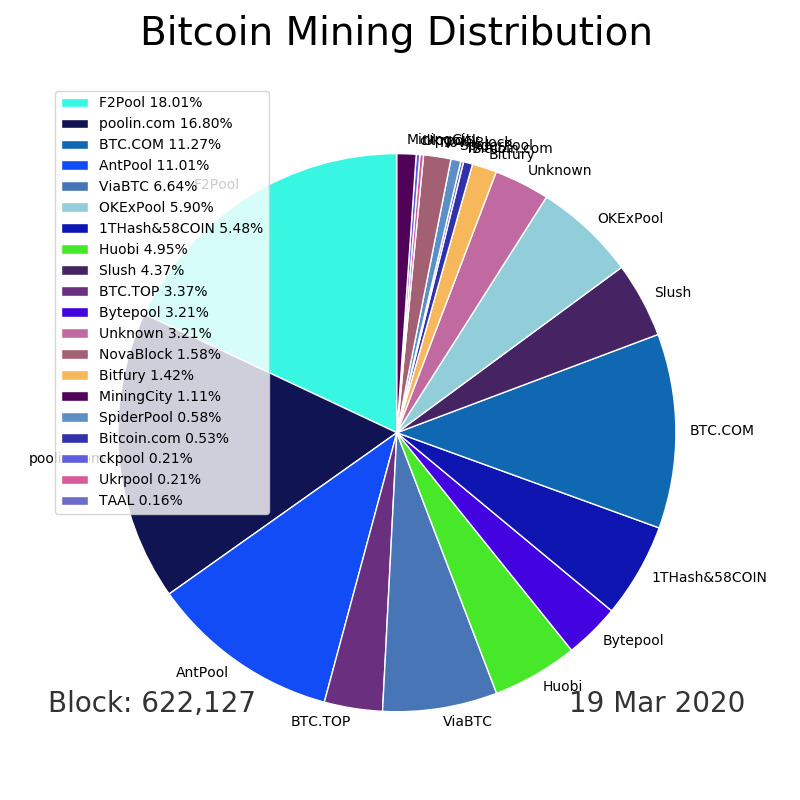 Bitcoin Mining Distribution
F2Pool 18.01%
poolin.com 16.80%
BTC.COM 11.27%
AntPool 11.01%
ViaBTC 6.64%
OKExPool 5.90%
1THash&58COIN 5.48%
Huobi 4.95%
Slush 4.37%
BTC.TOP 3.37%
Bytepool 3.21%
Unknown 3.21%
NovaBlock 1.58%
Bitfury 1.42%
MiningCity 1.11%
SpiderPool 0.58%
Bitcoin.com 0.53%
ckpool 0.21%
Ukrpool 0.21%
TAAL 0.16%
MiningCity
Bitfury
Unknown
F2Pool
OKExPool
Slush
BTC.COM
1THash&58COIN
Bytepool
AntPool
Huobi
Block: 622,127
19 Mar 2020
BTC.TOP
ViaBTC